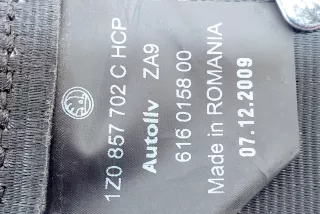 1Z0 857 702 C HCP
Autoliv ZA9
616 0158 00
Made in ROMANIA
07.12.2009